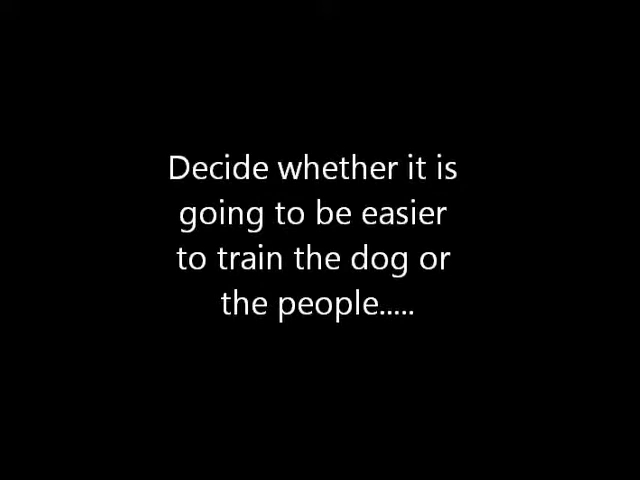 Decide whether it is
going to be easier
to train the dog or
the people.....